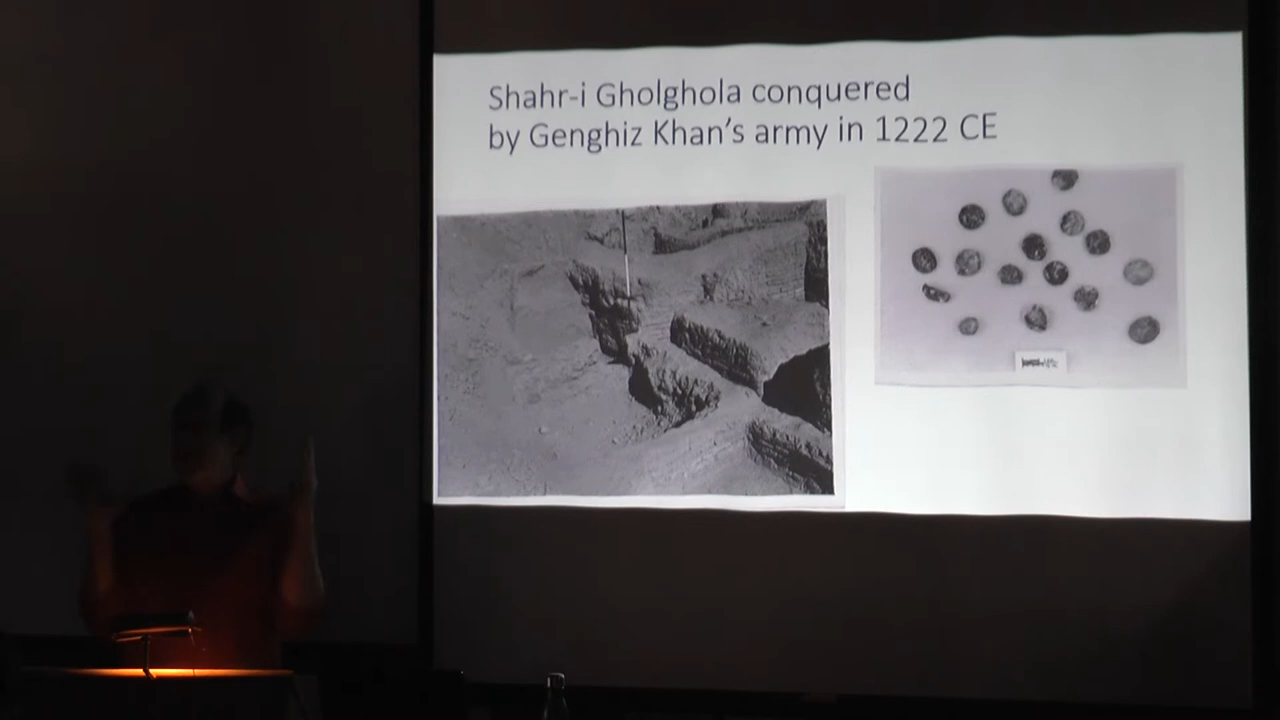 Shahr-i Gholghola conquered
by Genghiz Khan’s army in 1222 CE